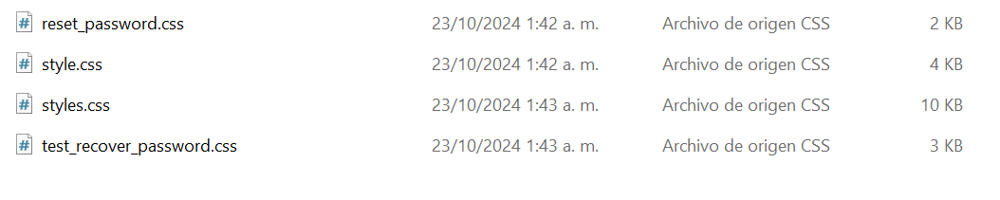 reset_password.css 23/10/2024 1:42 a. m. Archivo de origen CSS 2 KB
style.css 23/10/2024 1:42 a. m. Archivo de origen CSS 4 KB
styles.css 23/10/2024 1:43 a. m. Archivo de origen CSS 10 KB
test_recover_password.css 23/10/2024 1:43 a. m. Archivo de origen CSS 3 KB